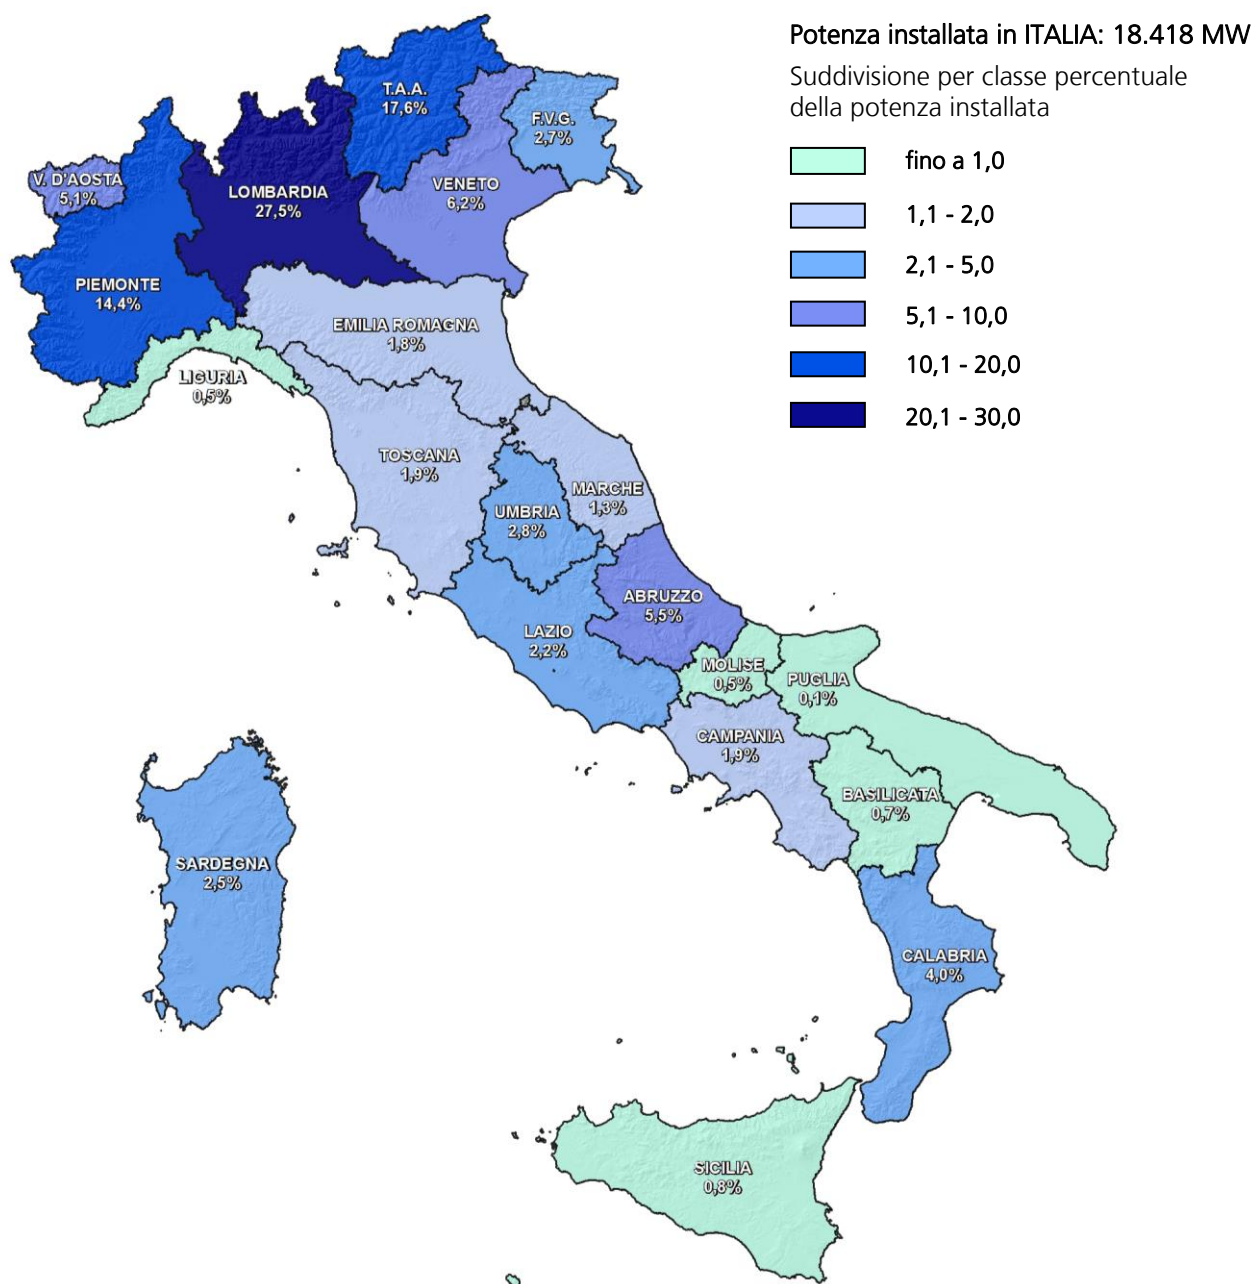 Potenza installata in ITALIA: 18.418 MW
Suddivisione per classe percentuale
della potenza installata
fino a 1,0
1,1 - 2,0
2,1 - 5,0
5,1 - 10,0
10,1 - 20,0
20,1 - 30,0
T.A.A.
17,6%
F.V.G.
2,7%
V. D'AOSTA
5,1%
LOMBARDIA
27,5%
VENETO
6,2%
PIEMONTE
14,4%
EMILIA ROMAGNA
1,8%
LIGURIA
0,5%
TOSCANA
1,9%
MARCHE
1,3%
UMBRIA
2,8%
ABRUZZO
5,5%
LAZIO
2,2%
MOLISE
0,5%
PUGLIA
0,1%
CAMPANIA
1,9%
BASILICATA
0,7%
SARDEGNA
2,5%
CALABRIA
4,0%
SICILIA
0,8%